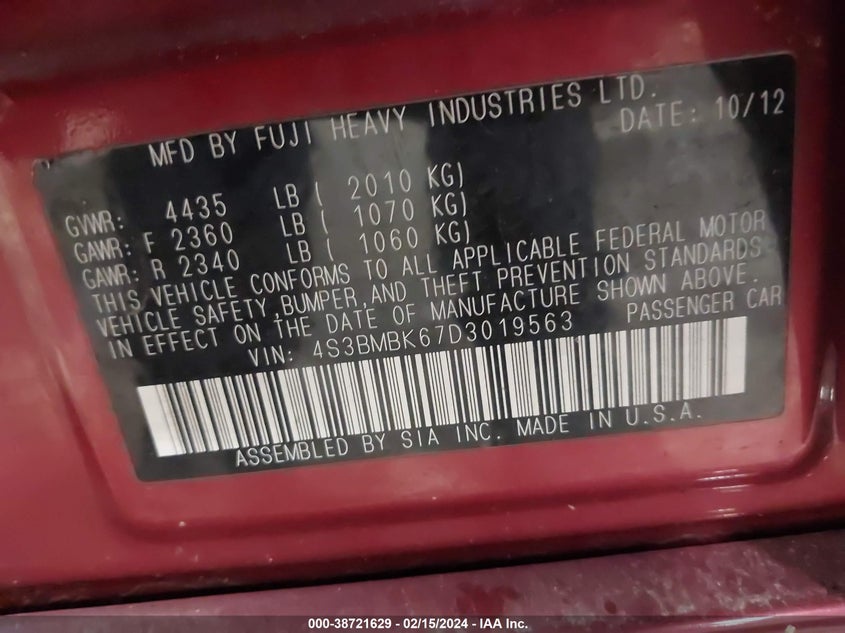 MFD BY FUJI HEAVY INDUSTRIES LTD.
DATE: 10/12
GVWR: 4435 LB ( 2010 KG)
GAWR: F 2360 LB ( 1070 KG)
GAWR: R 2340 LB ( 1060 KG)
THIS VEHICLE CONFORMS TO ALL APPLICABLE FEDERAL MOTOR
VEHICLE SAFETY,BUMPER,AND THEFT PREVENTION STANDARDS
IN EFFECT ON THE DATE OF MANUFACTURE SHOWN ABOVE.
VIN: 4S3BMBK67D3019563 PASSENGER CAR
ASSEMBLED BY SIA INC. MADE IN U.S.A.
000-38721629 - 02/15/2024 - IAA Inc.